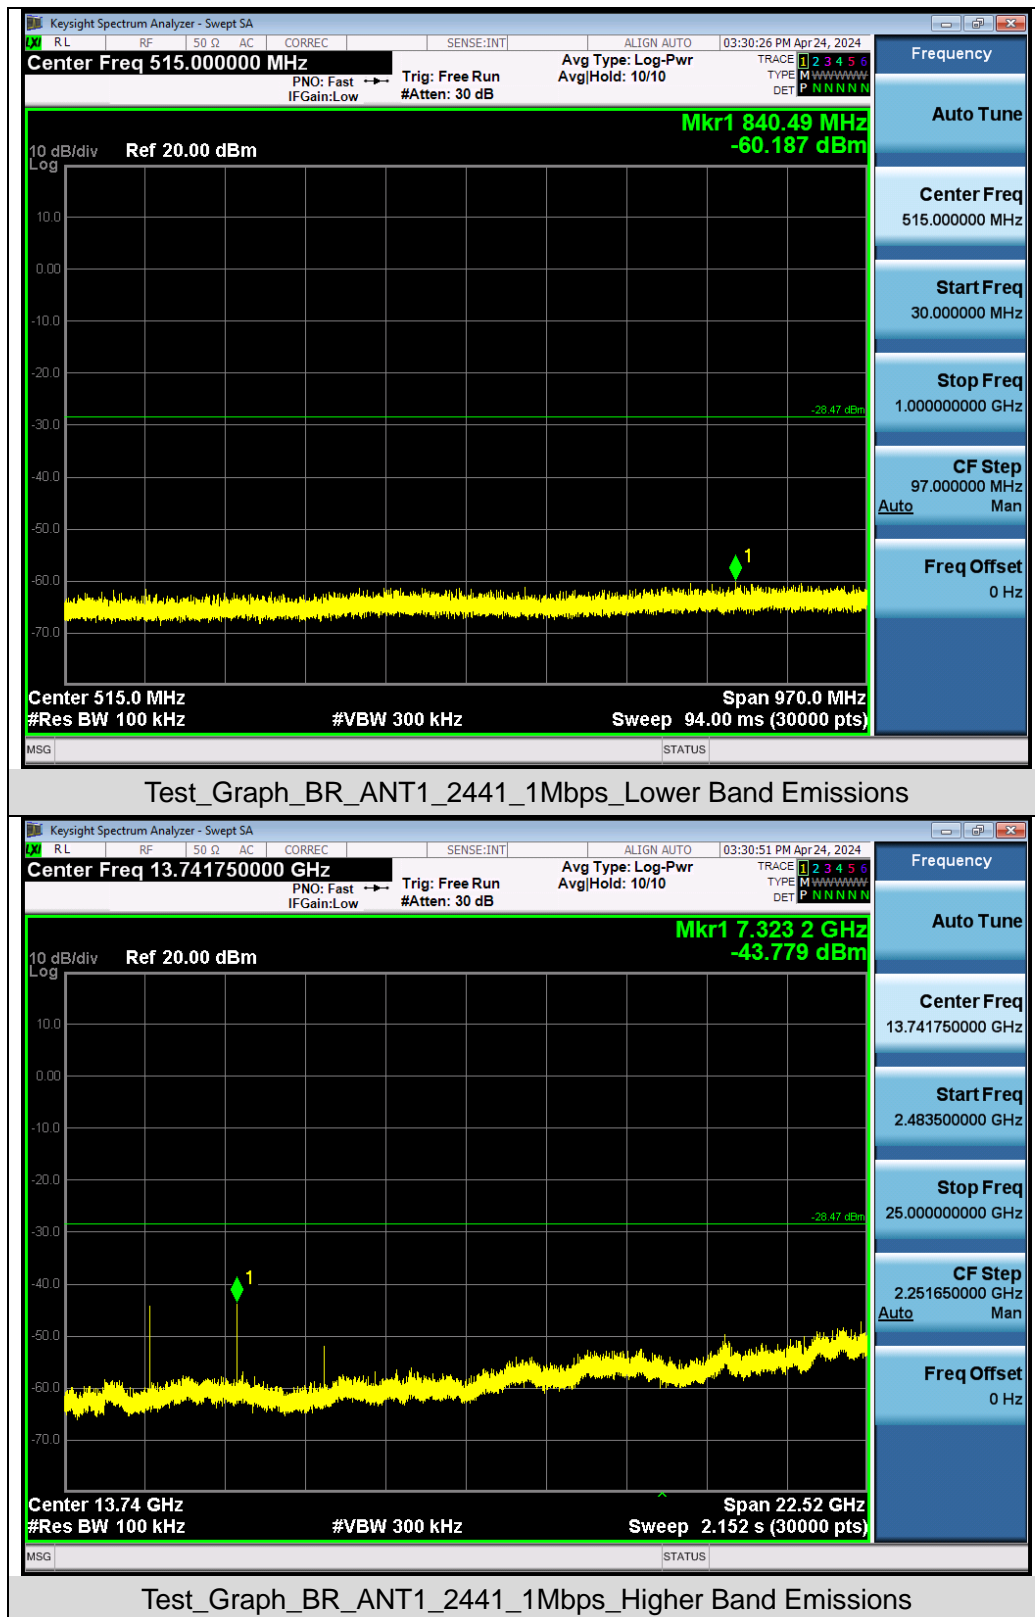 Keysight Spectrum Analyzer - Swept SA
LXI RL RF 50 Ω AC CORREC SENSE:INT ALIGN AUTO 03:30:26 PM Apr 24, 2024
Center Freq 515.000000 MHz
PNO: Fast
IFGain:Low
Trig: Free Run
#Atten: 30 dB
Avg Type: Log-Pwr
Avg|Hold: 10/10
TRACE 1 2 3 4 5 6
TYPE M WWWWW
DET P N N N N N
Mkr1 840.49 MHz
-60.187 dBm
10 dB/div Ref 20.00 dBm
Log
10.0
0.00
-10.0
-20.0
-28.47 dBm
-30.0
-40.0
-50.0
1
-60.0
-70.0
Center 515.0 MHz Span 970.0 MHz
#Res BW 100 kHz #VBW 300 kHz Sweep 94.00 ms (30000 pts)
MSG STATUS
Frequency
Auto Tune
Center Freq
515.000000 MHz
Start Freq
30.000000 MHz
Stop Freq
1.000000000 GHz
CF Step
97.000000 MHz
Auto Man
Freq Offset
0 Hz
Test_Graph_BR_ANT1_2441_1Mbps_Lower Band Emissions
Keysight Spectrum Analyzer - Swept SA
LXI RL RF 50 Ω AC CORREC SENSE:INT ALIGN AUTO 03:30:51 PM Apr 24, 2024
Center Freq 13.741750000 GHz
PNO: Fast
IFGain:Low
Trig: Free Run
#Atten: 30 dB
Avg Type: Log-Pwr
Avg|Hold: 10/10
TRACE 1 2 3 4 5 6
TYPE M WWWWW
DET P N N N N N
Mkr1 7.323 2 GHz
-43.779 dBm
10 dB/div Ref 20.00 dBm
Log
10.0
0.00
-10.0
-20.0
-28.47 dBm
-30.0
1
-40.0
-50.0
-60.0
-70.0
Center 13.74 GHz Span 22.52 GHz
#Res BW 100 kHz #VBW 300 kHz Sweep 2.152 s (30000 pts)
MSG STATUS
Frequency
Auto Tune
Center Freq
13.741750000 GHz
Start Freq
2.483500000 GHz
Stop Freq
25.000000000 GHz
CF Step
2.251650000 GHz
Auto Man
Freq Offset
0 Hz
Test_Graph_BR_ANT1_2441_1Mbps_Higher Band Emissions